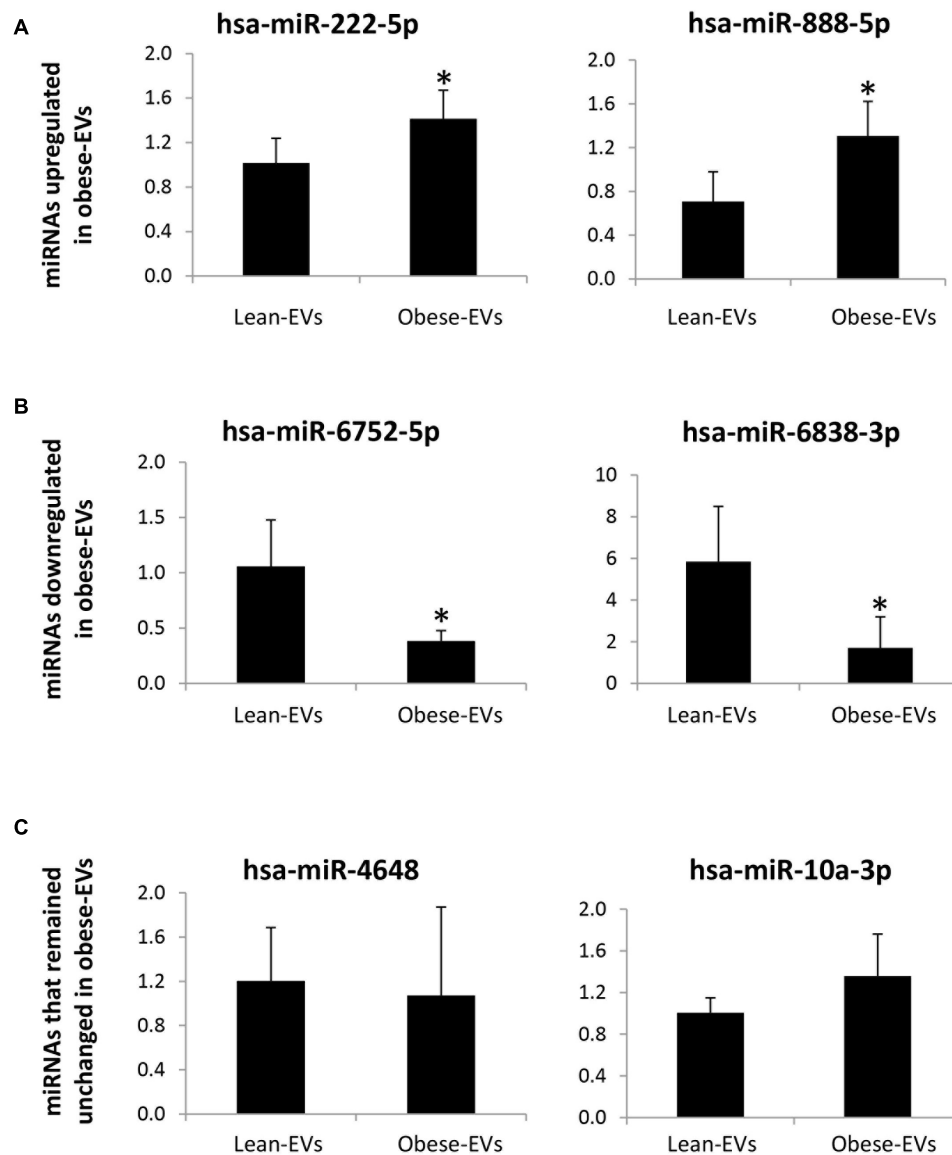 A
miRNAs upregulated
in obese-EVs
hsa-miR-222-5p
2.0
1.6
1.2
0.8
0.4
0.0
*
Lean-EVs Obese-EVs
hsa-miR-888-5p
2.0
1.6
1.2
0.8
0.4
0.0
*
Lean-EVs Obese-EVs
B
miRNAs downregulated
in obese-EVs
hsa-miR-6752-5p
2.0
1.5
1.0
0.5
0.0
*
Lean-EVs Obese-EVs
hsa-miR-6838-3p
10
8
6
4
2
0
*
Lean-EVs Obese-EVs
C
miRNAs that remained
unchanged in obese-EVs
hsa-miR-4648
2.0
1.6
1.2
0.8
0.4
0.0
Lean-EVs Obese-EVs
hsa-miR-10a-3p
2.0
1.6
1.2
0.8
0.4
0.0
Lean-EVs Obese-EVs